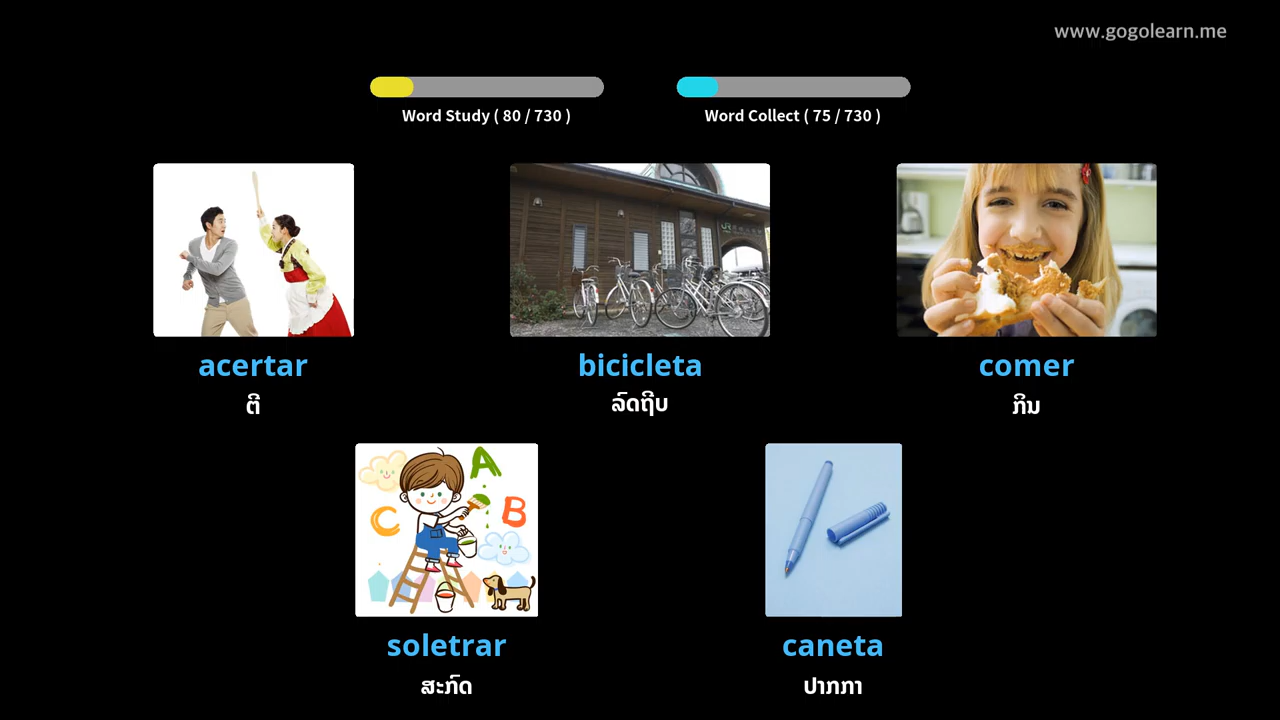 www.gogolearn.me
Word Study ( 80 / 730 )
Word Collect ( 75 / 730 )
acertar
ຕີ
bicicleta
ລົດຖີບ
comer
ກິນ
A
B
C
soletrar
ສະກົດ
caneta
ປາກກາ